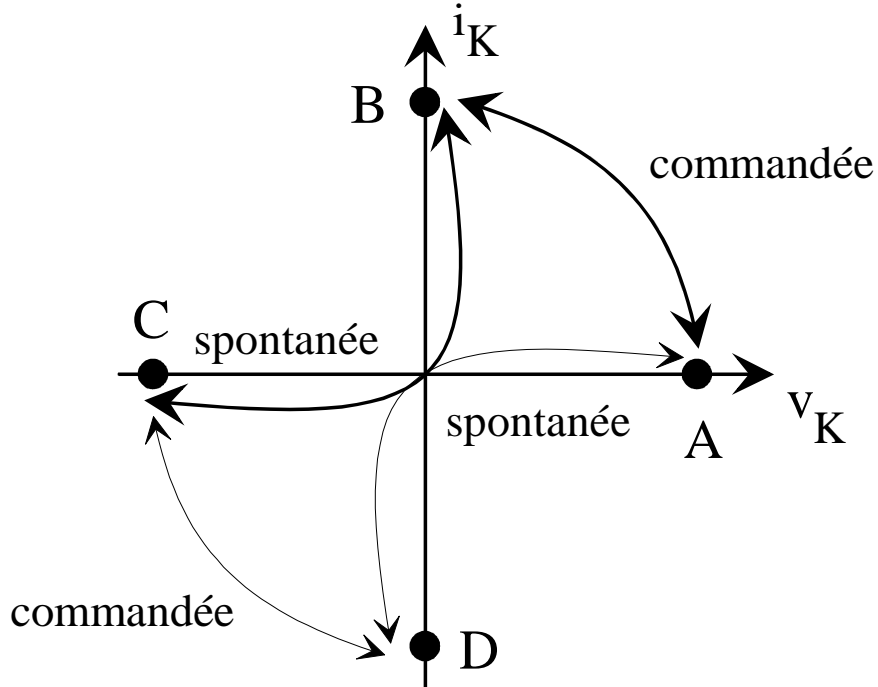 i_K
B
commandée
C
spontanée
v_K
spontanée
A
commandée
D